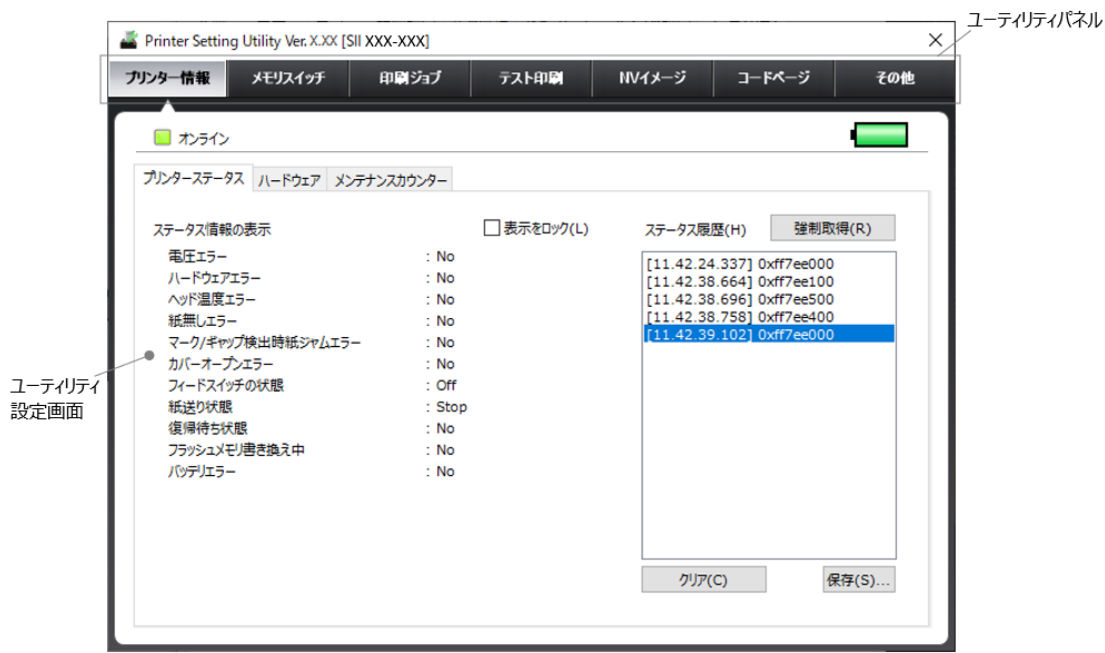 ユーティリティパネル
Printer Setting Utility Ver. X.XX [SII XXX-XXX]
プリンター情報 メモリスイッチ 印刷ジョブ テスト印刷 NVイメージ コードページ その他
オンライン
プリンターステータス ハードウェア メンテナンスカウンター
ステータス情報の表示 表示をロック(L) ステータス履歴(H) 強制取得(R)
電圧エラー : No
ハードウェアエラー : No
ヘッド温度エラー : No
紙無しエラー : No
マーク/ギャップ検出時紙ジャムエラー : No
カバーオープンエラー : No
フィードスイッチの状態 : Off
紙送り状態 : Stop
復帰待ち状態 : No
フラッシュメモリ書き換え中 : No
バッテリエラー : No
[11.42.24.337] 0xff7ee000
[11.42.38.664] 0xff7ee100
[11.42.38.696] 0xff7ee500
[11.42.38.758] 0xff7ee400
[11.42.39.102] 0xff7ee000
クリア(C) 保存(S)...
ユーティリティ
設定画面